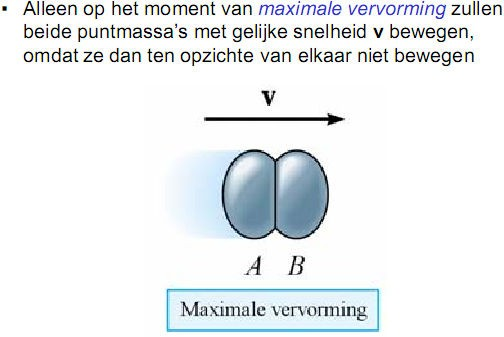 ▪ Alleen op het moment van maximale vervorming zullen
beide puntmassa's met gelijke snelheid v bewegen,
omdat ze dan ten opzichte van elkaar niet bewegen
v
A B
Maximale vervorming